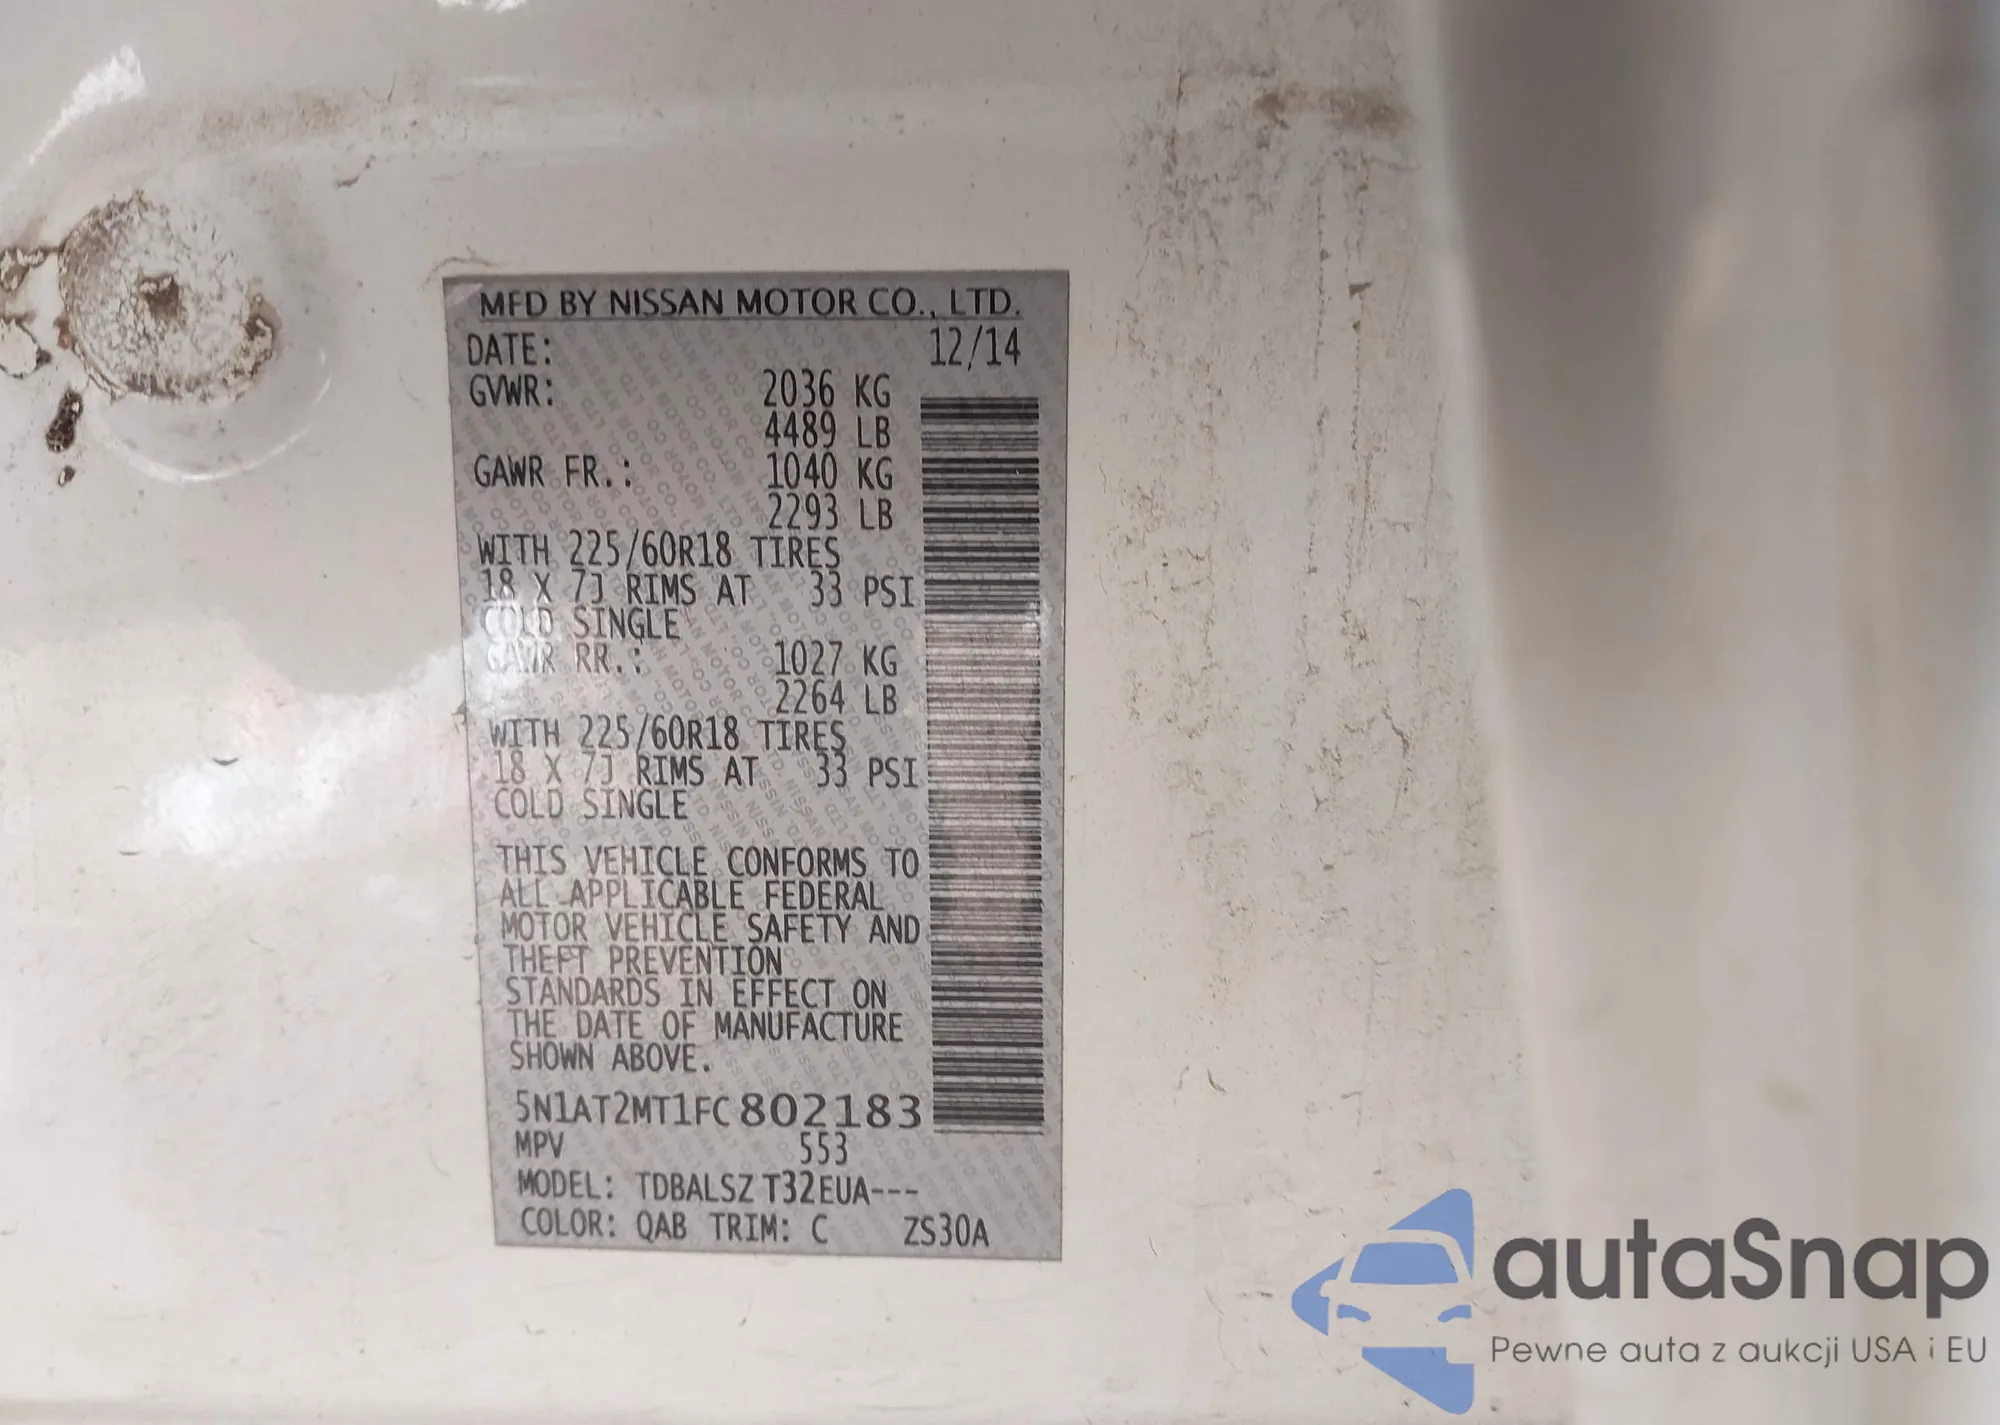 MFD BY NISSAN MOTOR CO., LTD.
DATE: 12/14
GVWR: 2036 KG
4489 LB
GAWR FR.: 1040 KG
2293 LB
WITH 225/60R18 TIRES
18 X 7J RIMS AT 33 PSI
COLD SINGLE
GAWR RR.: 1027 KG
2264 LB
WITH 225/60R18 TIRES
18 X 7J RIMS AT 33 PSI
COLD SINGLE
THIS VEHICLE CONFORMS TO
ALL APPLICABLE FEDERAL
MOTOR VEHICLE SAFETY AND
THEFT PREVENTION
STANDARDS IN EFFECT ON
THE DATE OF MANUFACTURE
SHOWN ABOVE.
5N1AT2MT1FC802183
MPV 553
MODEL: TDBALSZ T32EUA---
COLOR: QAB TRIM: C ZS30A
autaSnap
Pewne auta z aukcji USA i EU